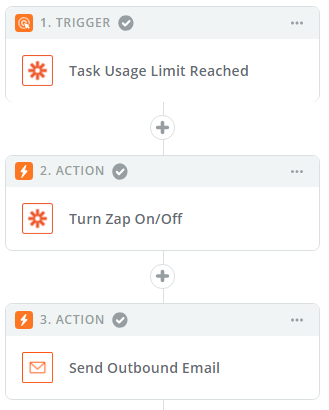 1. TRIGGER
Task Usage Limit Reached
2. ACTION
Turn Zap On/Off
3. ACTION
Send Outbound Email